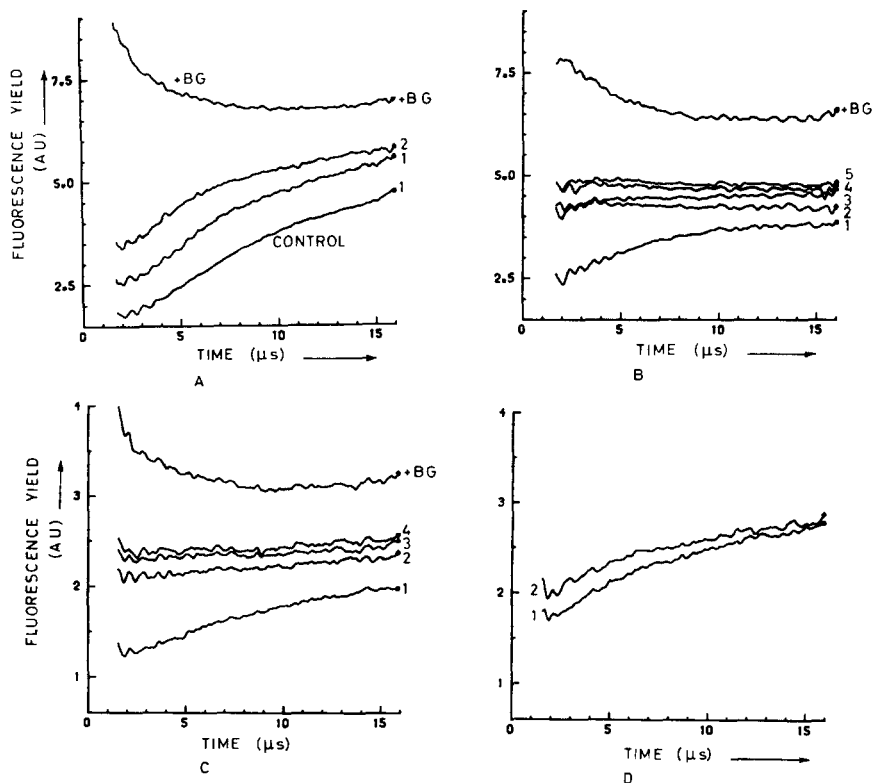 FLUORESCENCE YIELD
(AU)
7.5
5.0
2.5
+BG
+BG
2
1
1
CONTROL
0 5 10 15
TIME (μs)
A
7.5
5.0
2.5
+BG
5
4
3
2
1
0 5 10 15
TIME (μs)
B
FLUORESCENCE YIELD
(AU)
4
3
2
1
+BG
4
3
2
1
0 5 10 15
TIME (μs)
C
4
3
2
1
2
1
0 5 10 15
TIME (μs)
D